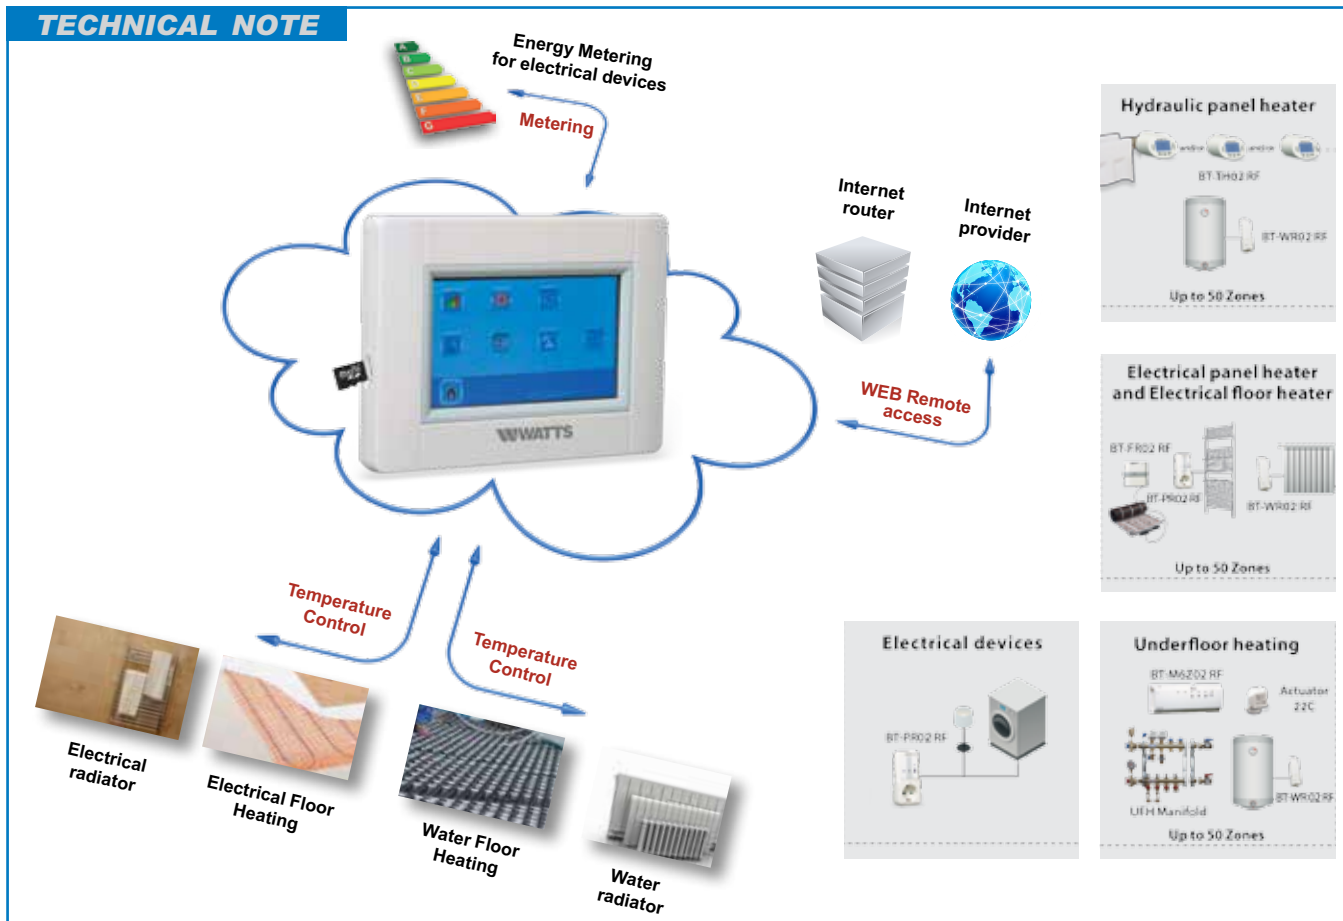 TECHNICAL NOTE
A
B
C
D
E
F
G
Energy Metering
for electrical devices
Metering
WATTS
Internet
router
Internet
provider
WEB Remote
access
Temperature
Control
Temperature
Control
Electrical
radiator
Electrical Floor
Heating
Water Floor
Heating
Water
radiator
Hydraulic panel heater
and/or
and/or
BT-TH02 RF
BT-WR02 RF
Up to 50 Zones
Electrical panel heater
and Electrical floor heater
BT-FR02 RF
BT-PR02 RF
BT-WR02 RF
Up to 50 Zones
Electrical devices
BT-PR02 RF
Underfloor heating
BT-M6Z02 RF
Actuator
22C
UFH Manifold
BT-WR02 RF
Up to 50 Zones